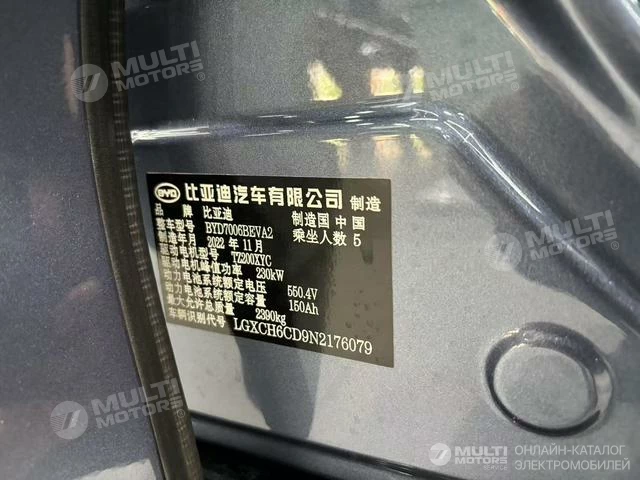 MULTI MOTORS®
MULTI MOTORS®
BYD 比亚迪汽车有限公司 制造
品 牌 比亚迪 制造国 中国
整车型号 BYD7006BEVA2 乘坐人数 5
制造年月 2022 年 11 月
驱动电机型号 TZ200XYC
驱动电机峰值功率 230kW
动力电池系统额定电压 550.4V
动力电池系统额定容量 150Ah
最大允许总质量 2390kg
车辆识别代号 LGXCH6CD9N2176079
MULTI MOTORS®
MULTI MOTORS®
MULTI MOTORS
ОНЛАЙН-КАТАЛОГ
ЭЛЕКТРОМОБИЛЕЙ